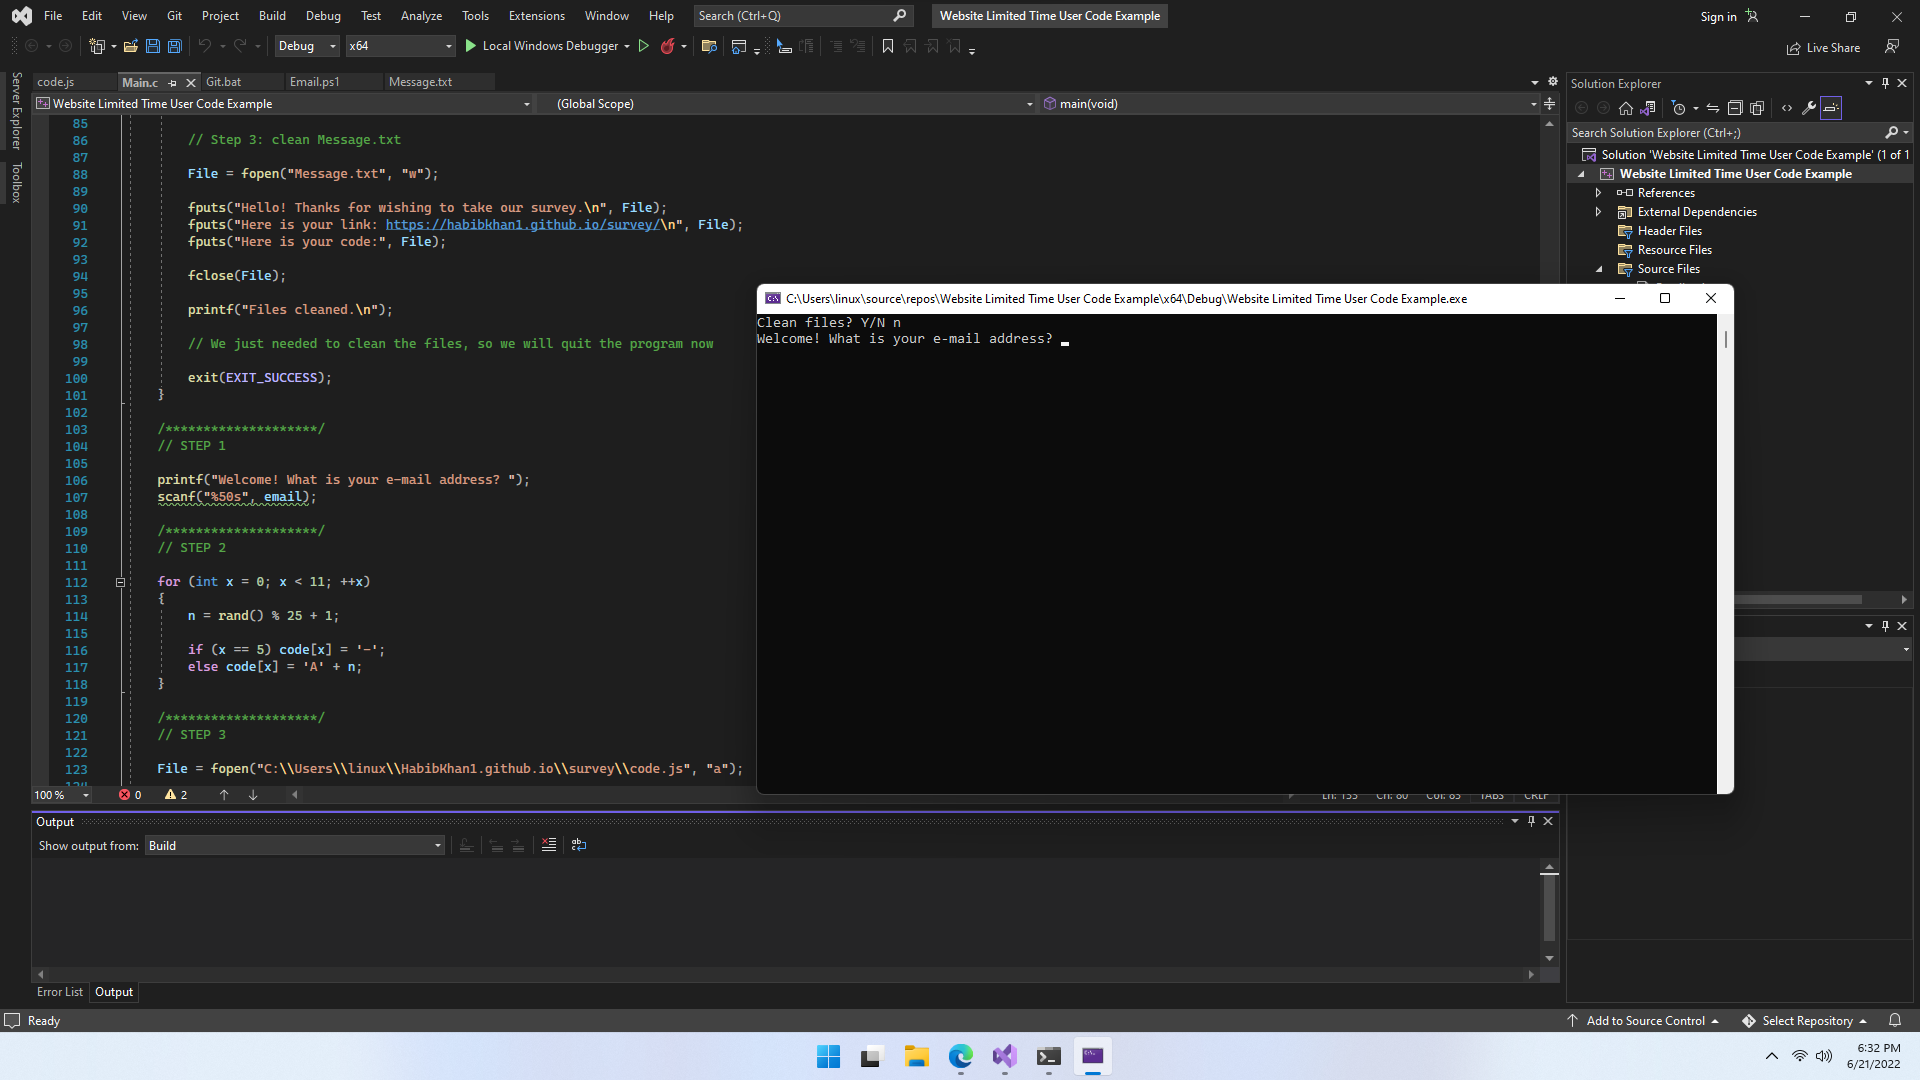 File Edit View Git Project Build Debug Test Analyze Tools Extensions Window Help Search (Ctrl+Q) Website Limited Time User Code Example Sign in
Debug x64 Local Windows Debugger Live Share
Server Explorer
Toolbox
code.js Main.c Git.bat Email.ps1 Message.txt
Website Limited Time User Code Example (Global Scope) main(void)
85
86 // Step 3: clean Message.txt
87
88 File = fopen("Message.txt", "w");
89
90 fputs("Hello! Thanks for wishing to take our survey.\n", File);
91 fputs("Here is your link: https://habibkhan1.github.io/survey/\n", File);
92 fputs("Here is your code:", File);
93
94 fclose(File);
95
96 printf("Files cleaned.\n");
97
98 // We just needed to clean the files, so we will quit the program now
99
100 exit(EXIT_SUCCESS);
101 }
102
103 /********************/
104 // STEP 1
105
106 printf("Welcome! What is your e-mail address? ");
107 scanf("%50s", email);
108
109 /********************/
110 // STEP 2
111
112 for (int x = 0; x < 11; ++x)
113 {
114 n = rand() % 25 + 1;
115
116 if (x == 5) code[x] = '-';
117 else code[x] = 'A' + n;
118 }
119
120 /********************/
121 // STEP 3
122
123 File = fopen("C:\\Users\\linux\\HabibKhan1.github.io\\survey\\code.js", "a");
100 % 0 2 Ln: 133 Ch: 80 Col: 83 TABS CRLF
C:\Users\linux\source\repos\Website Limited Time User Code Example\x64\Debug\Website Limited Time User Code Example.exe
Clean files? Y/N n
Welcome! What is your e-mail address?
Solution Explorer
Search Solution Explorer (Ctrl+;)
Solution 'Website Limited Time User Code Example' (1 of 1
Website Limited Time User Code Example
References
External Dependencies
Header Files
Resource Files
Source Files
Output
Show output from: Build
Error List Output
Ready Add to Source Control Select Repository
6:32 PM
6/21/2022